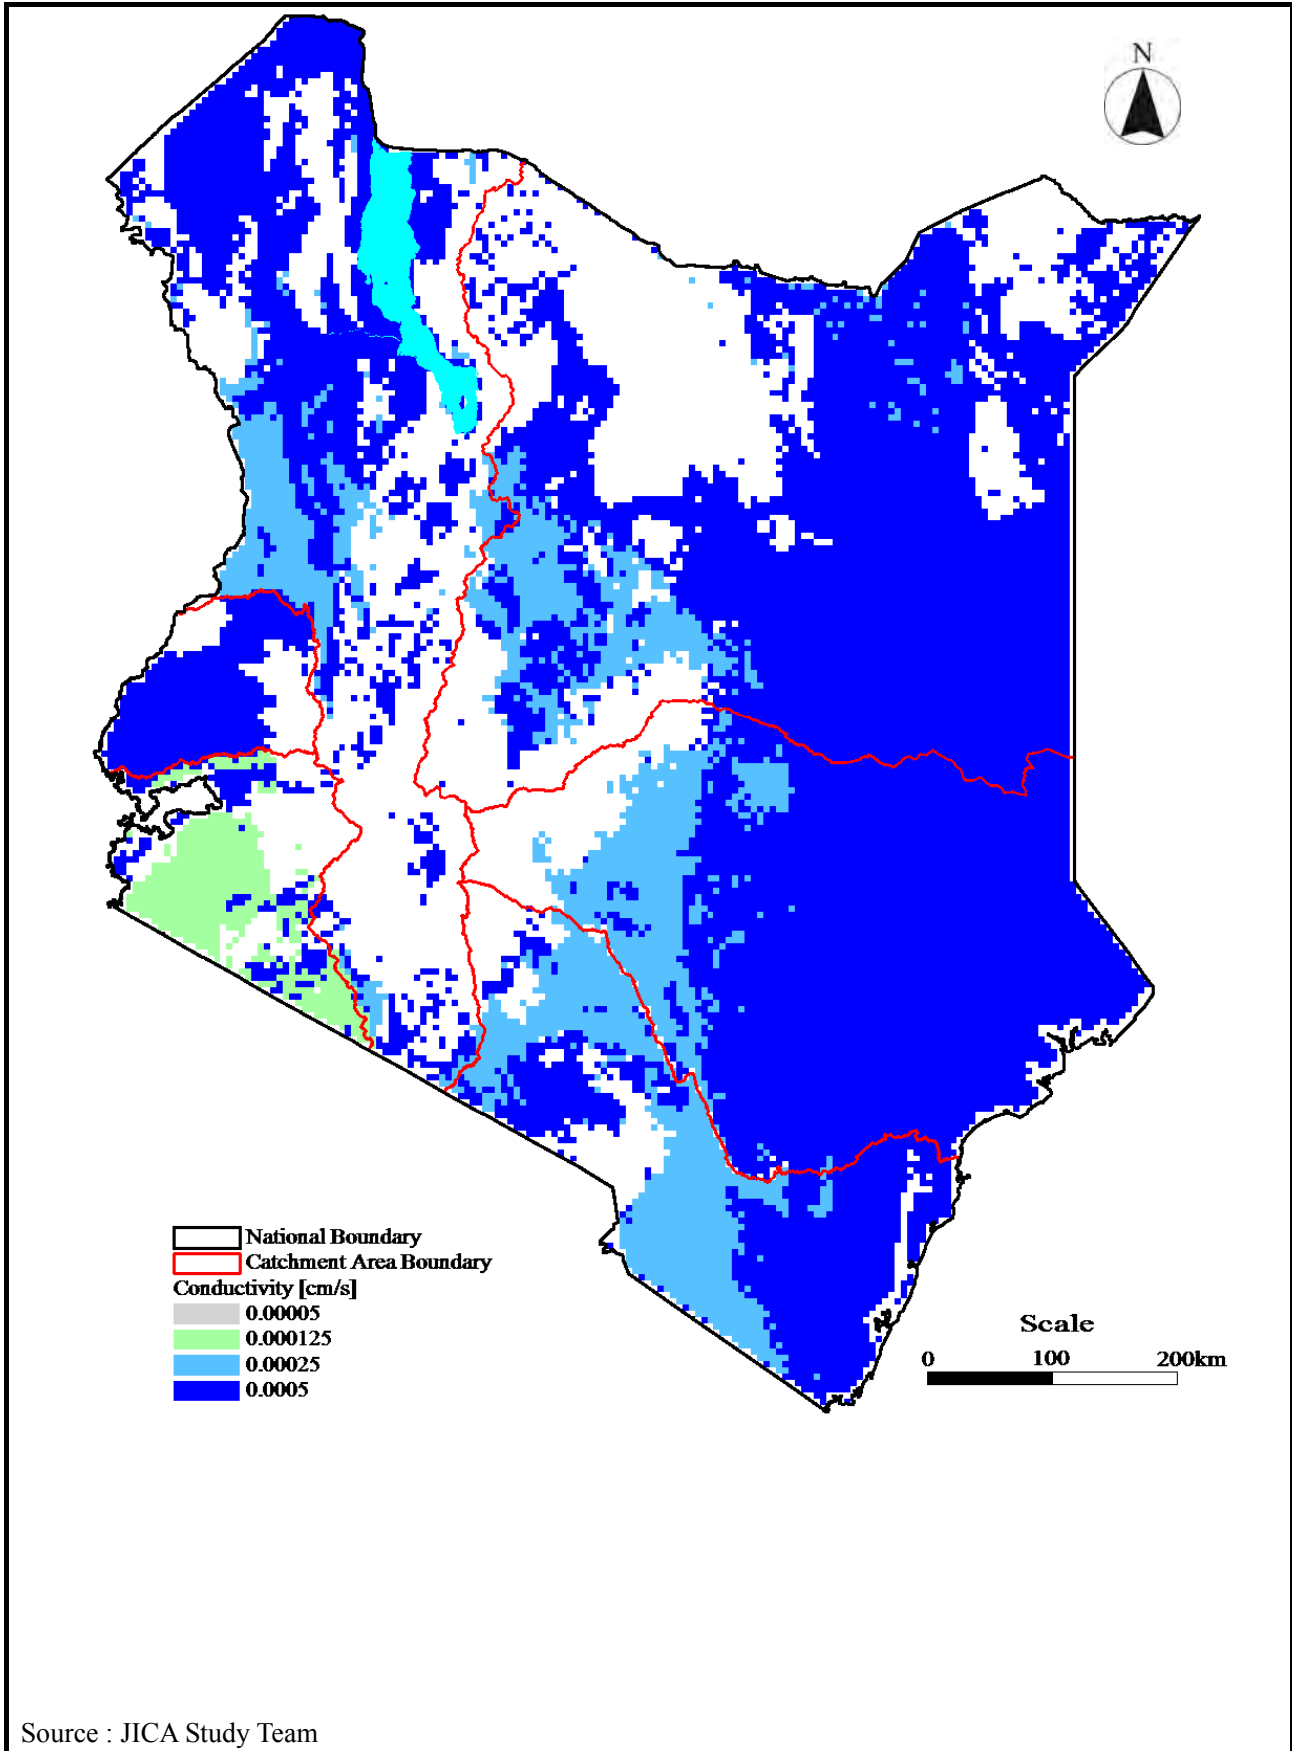 N
National Boundary
Catchment Area Boundary
Conductivity [cm/s]
0.00005
0.000125
0.00025
0.0005
Scale
0 100 200km
Source : JICA Study Team